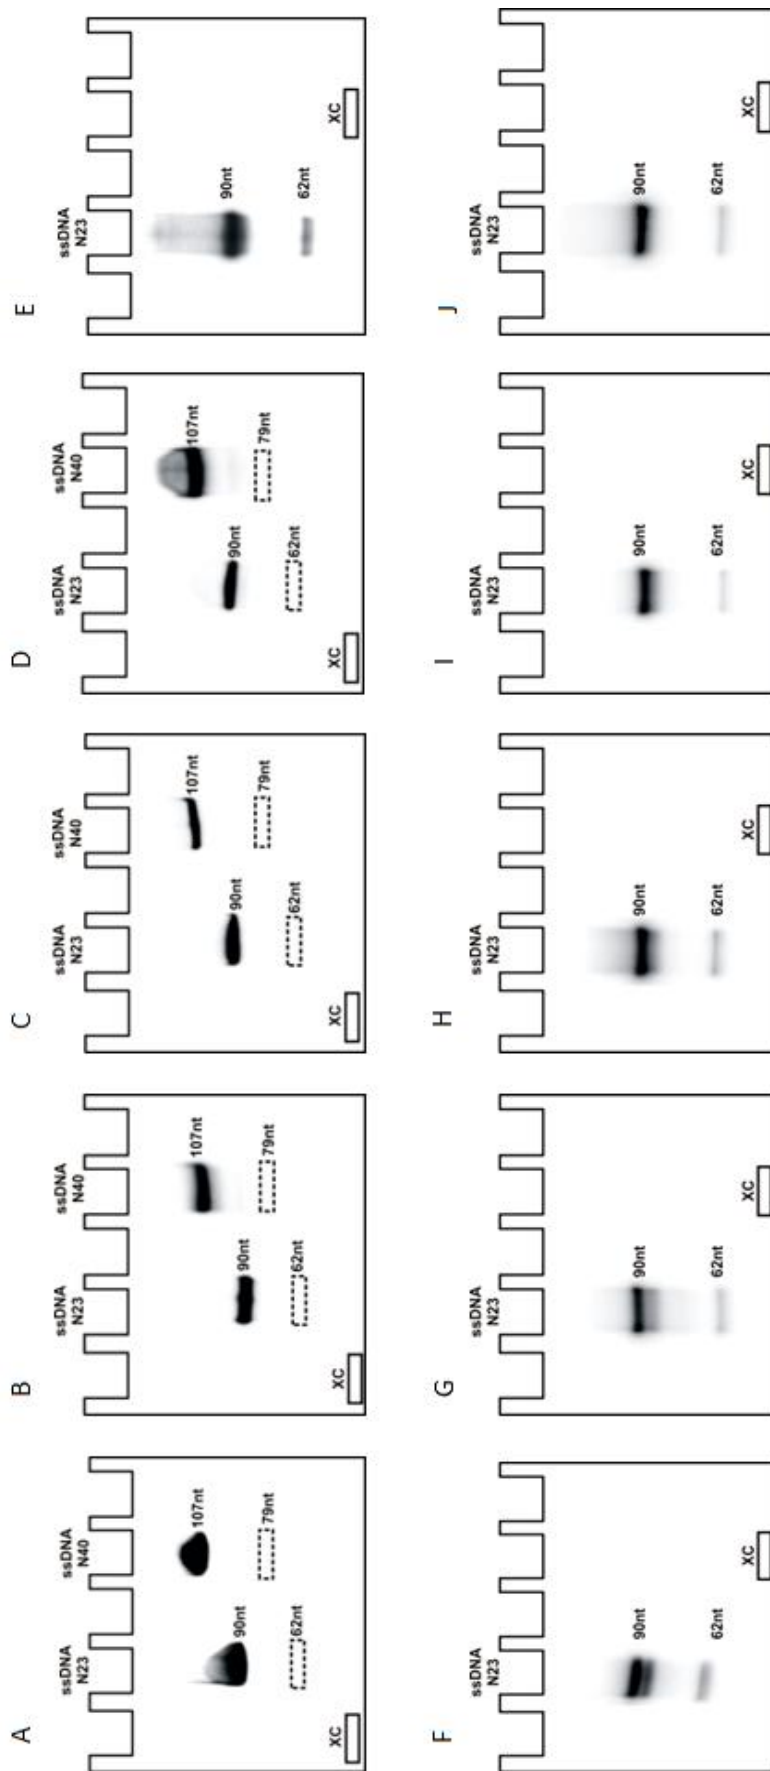 A
ssDNA
N23
ssDNA
N40
107nt
90nt
79nt
62nt
XC
B
ssDNA
N23
ssDNA
N40
107nt
90nt
79nt
62nt
XC
C
ssDNA
N23
ssDNA
N40
107nt
90nt
79nt
62nt
XC
D
ssDNA
N23
ssDNA
N40
107nt
90nt
79nt
62nt
XC
E
ssDNA
N23
90nt
62nt
XC
F
ssDNA
N23
90nt
62nt
XC
G
ssDNA
N23
90nt
62nt
XC
H
ssDNA
N23
90nt
62nt
XC
I
ssDNA
N23
90nt
62nt
XC
J
ssDNA
N23
90nt
62nt
XC